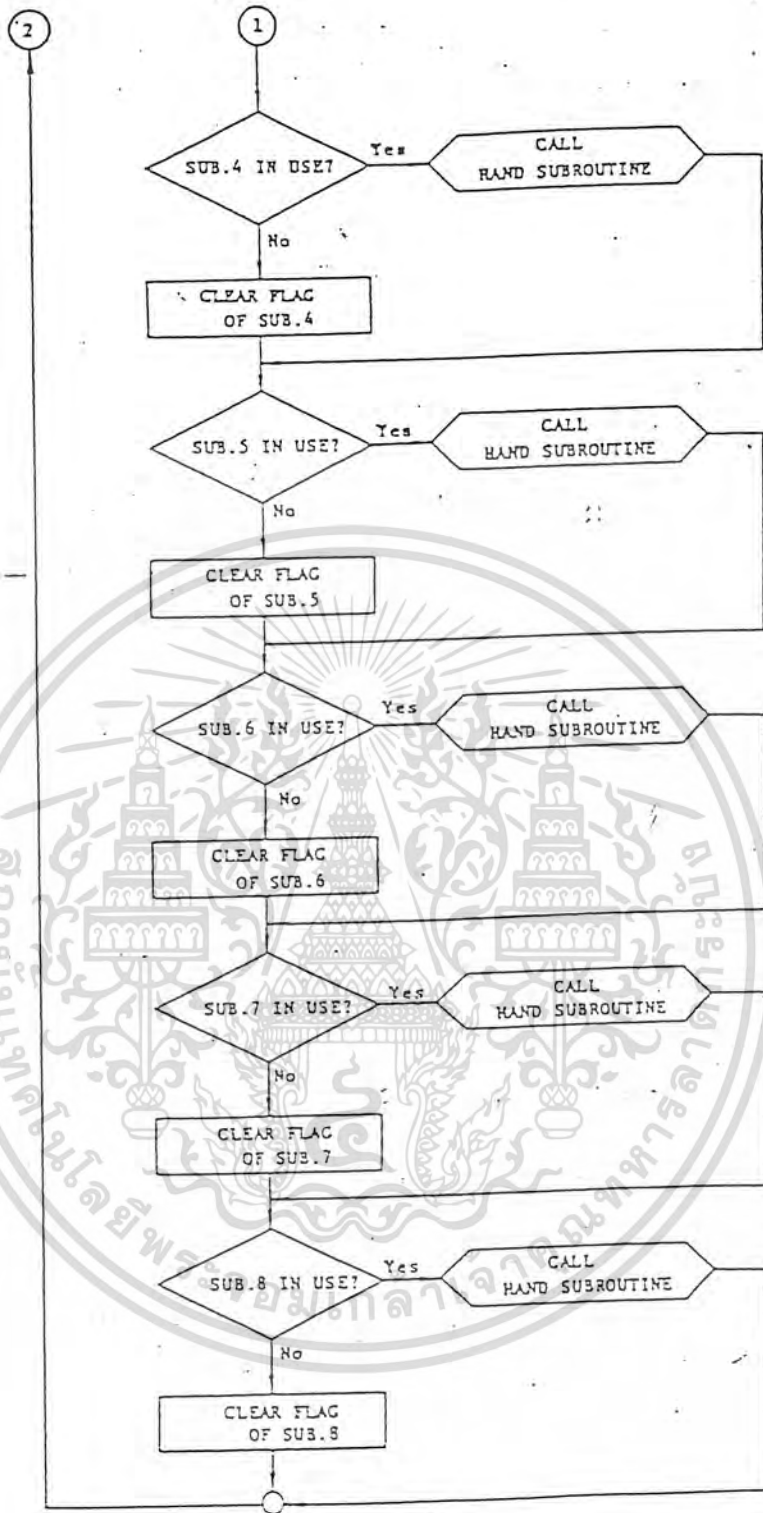 2
1
SUB.4 IN USE?
Yes
CALL
HAND SUBROUTINE
No
CLEAR FLAG
OF SUB.4
SUB.5 IN USE?
Yes
CALL
HAND SUBROUTINE
No
CLEAR FLAG
OF SUB.5
SUB.6 IN USE?
Yes
CALL
HAND SUBROUTINE
No
CLEAR FLAG
OF SUB.6
SUB.7 IN USE?
Yes
CALL
HAND SUBROUTINE
No
CLEAR FLAG
OF SUB.7
SUB.8 IN USE?
Yes
CALL
HAND SUBROUTINE
No
CLEAR FLAG
OF SUB.8